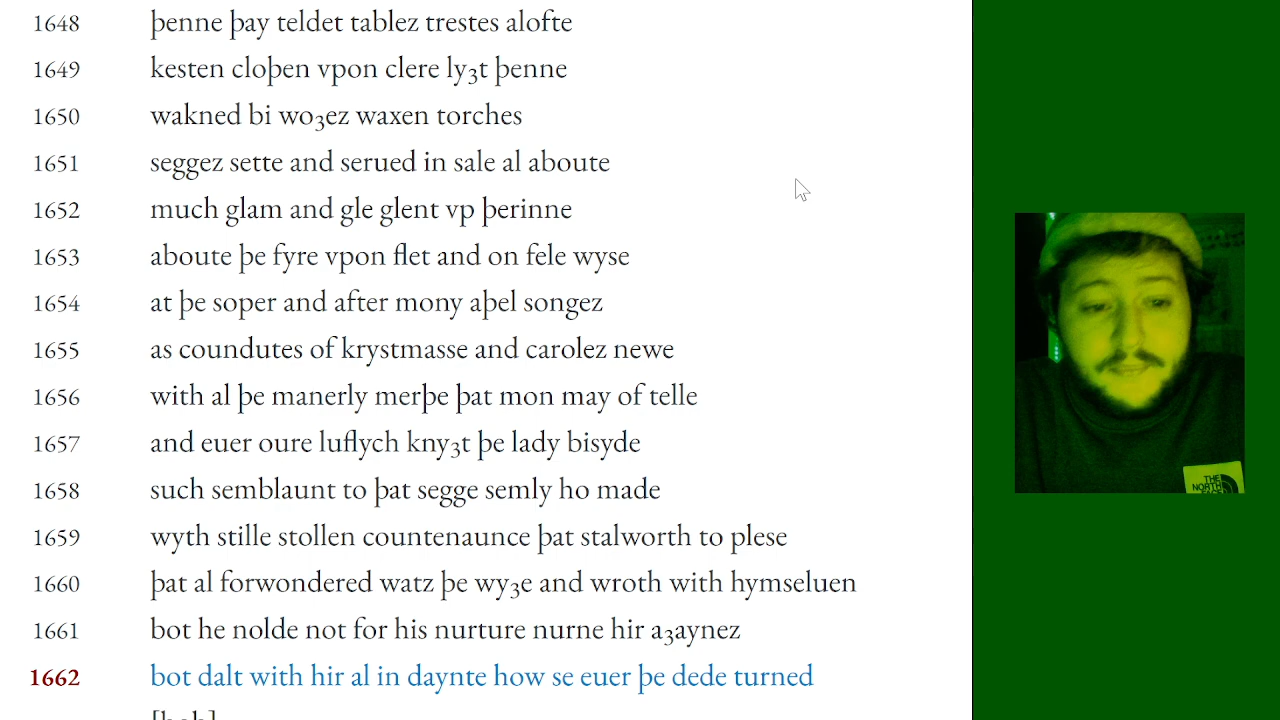 1648 þenne þay teldet tablez trestes alofte
1649 kesten cloþen vpon clere lyȝt þenne
1650 wakned bi woȝez waxen torches
1651 seggez sette and serued in sale al aboute
1652 much glam and gle glent vp þerinne
1653 aboute þe fyre vpon flet and on fele wyse
1654 at þe soper and after mony aþel songez
1655 as coundutes of krystmasse and carolez newe
1656 with al þe manerly merþe þat mon may of telle
1657 and euer oure luflych knyȝt þe lady bisyde
1658 such semblaunt to þat segge semly ho made
1659 wyth stille stollen countenaunce þat stalworth to plese
1660 þat al forwondered watz þe wyȝe and wroth with hymseluen
1661 bot he nolde not for his nurture nurne hir aȝaynez
1662 bot dalt with hir al in daynte how se euer þe dede turned
THE
NORTH